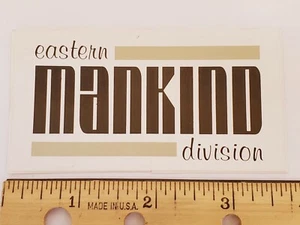 eastern
MANKIND
division
1 2 3
MADE IN U.S.A.